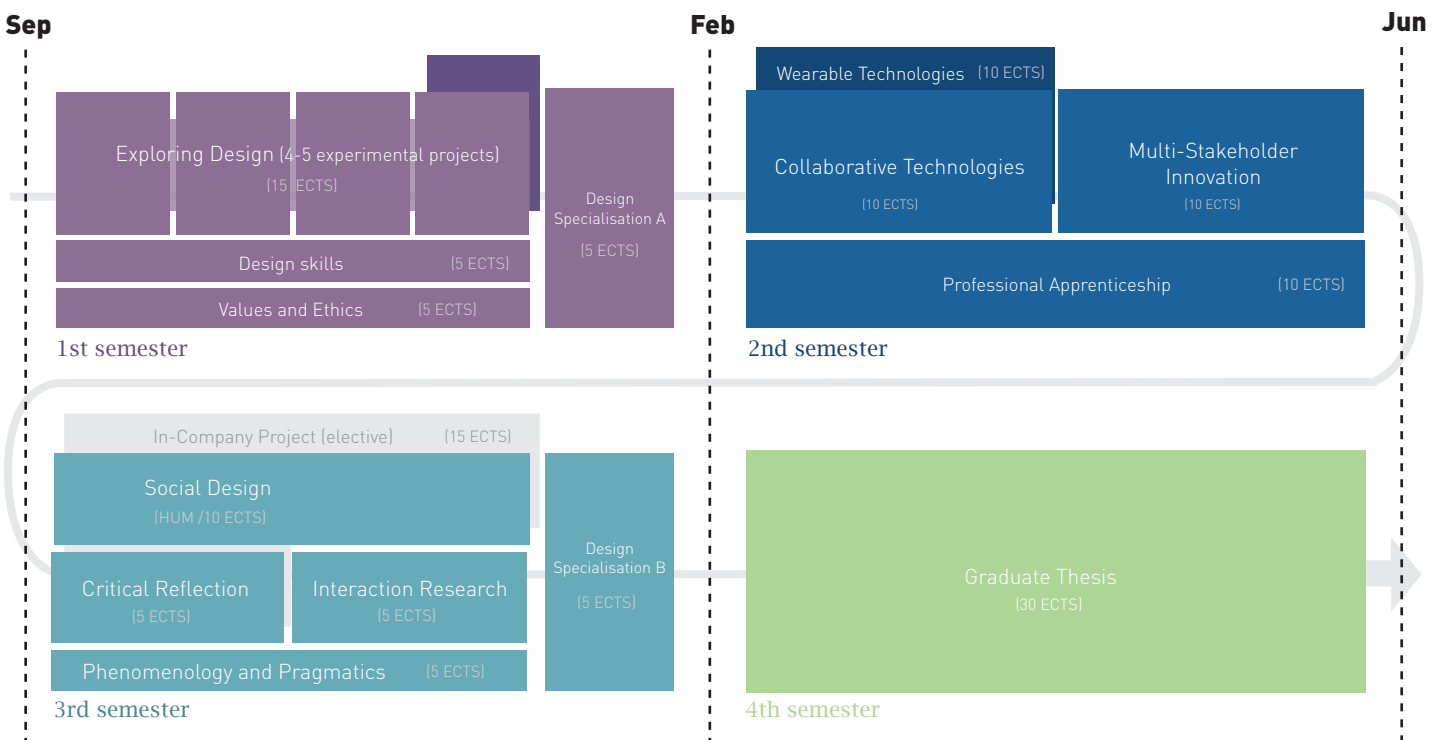 Sep
Feb
Jun
Exploring Design (4-5 experimental projects)
(15 ECTS)
Design
Specialisation A
(5 ECTS)
Design skills (5 ECTS)
Values and Ethics (5 ECTS)
1st semester
Wearable Technologies (10 ECTS)
Collaborative Technologies
(10 ECTS)
Multi-Stakeholder
Innovation
(10 ECTS)
Professional Apprenticeship (10 ECTS)
2nd semester
In-Company Project (elective) (15 ECTS)
Social Design
(HUM /10 ECTS)
Critical Reflection
(5 ECTS)
Interaction Research
(5 ECTS)
Phenomenology and Pragmatics (5 ECTS)
Design
Specialisation B
(5 ECTS)
3rd semester
Graduate Thesis
(30 ECTS)
4th semester